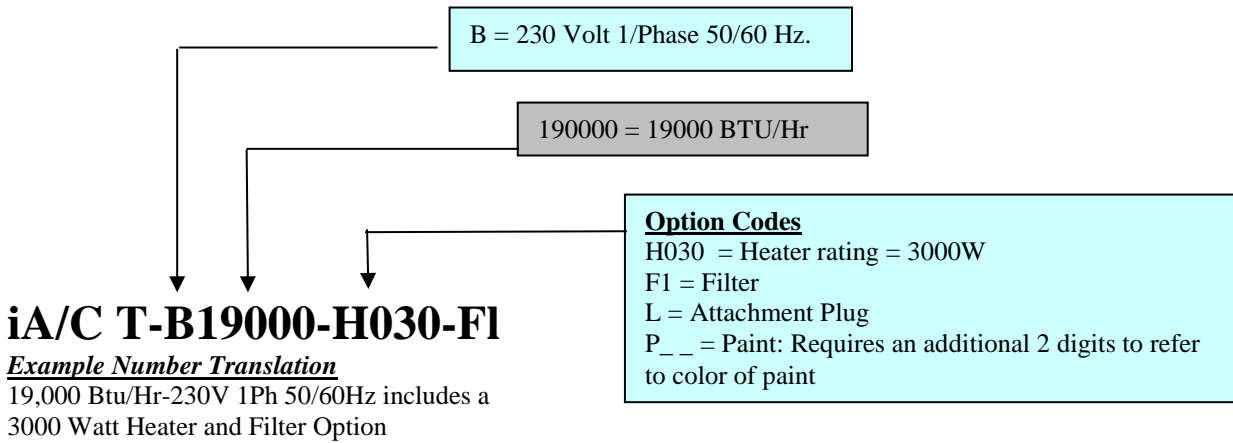 B = 230 Volt 1/Phase 50/60 Hz.
190000 = 19000 BTU/Hr
Option Codes
H030 = Heater rating = 3000W
F1 = Filter
L = Attachment Plug
P_ _ = Paint: Requires an additional 2 digits to refer
to color of paint
iA/C T-B19000-H030-Fl
Example Number Translation
19,000 Btu/Hr-230V 1Ph 50/60Hz includes a
3000 Watt Heater and Filter Option